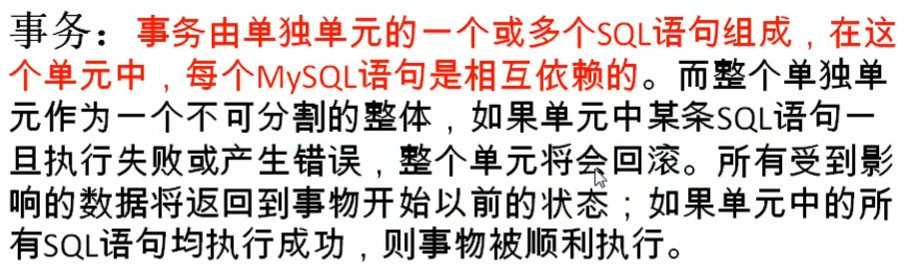 事务：事务由单独单元的一个或多个SQL语句组成，在这
个单元中，每个MySQL语句是相互依赖的。而整个单独单
元作为一个不可分割的整体，如果单元中某条SQL语句一
旦执行失败或产生错误，整个单元将会回滚。所有受到影
响的数据将返回到事物开始以前的状态；如果单元中的所
有SQL语句均执行成功，则事物被顺利执行。